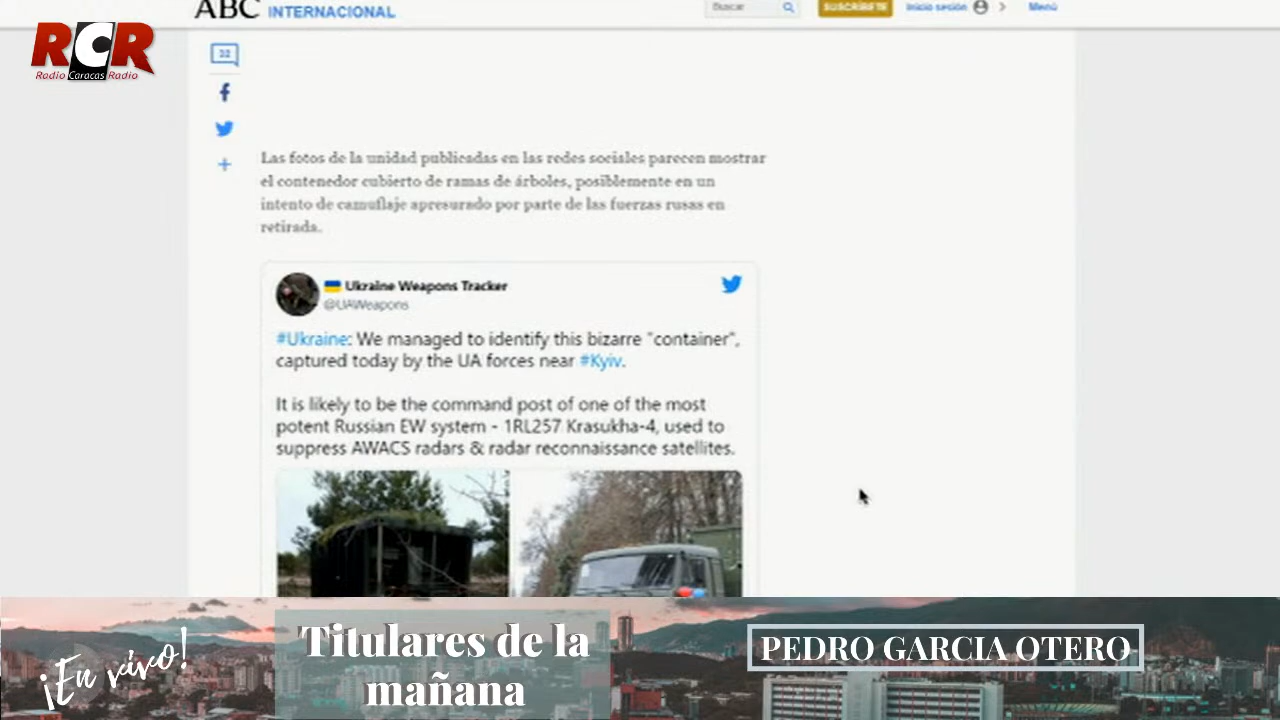 ABC INTERNACIONAL
Buscar
SUSCRÍBETE
Inicio sesión
Menú
RCR
Radio Caracas Radio
32
Las fotos de la unidad publicadas en las redes sociales parecen mostrar
el contenedor cubierto de ramas de árboles, posiblemente en un
intento de camuflaje apresurado por parte de las fuerzas rusas en
retirada.
Ukraine Weapons Tracker
@UAWeapons
#Ukraine: We managed to identify this bizarre "container",
captured today by the UA forces near #Kyiv.
It is likely to be the command post of one of the most
potent Russian EW system - 1RL257 Krasukha-4, used to
suppress AWACS radars & radar reconnaissance satellites.
¡En vivo!
Titulares de la
mañana
PEDRO GARCIA OTERO